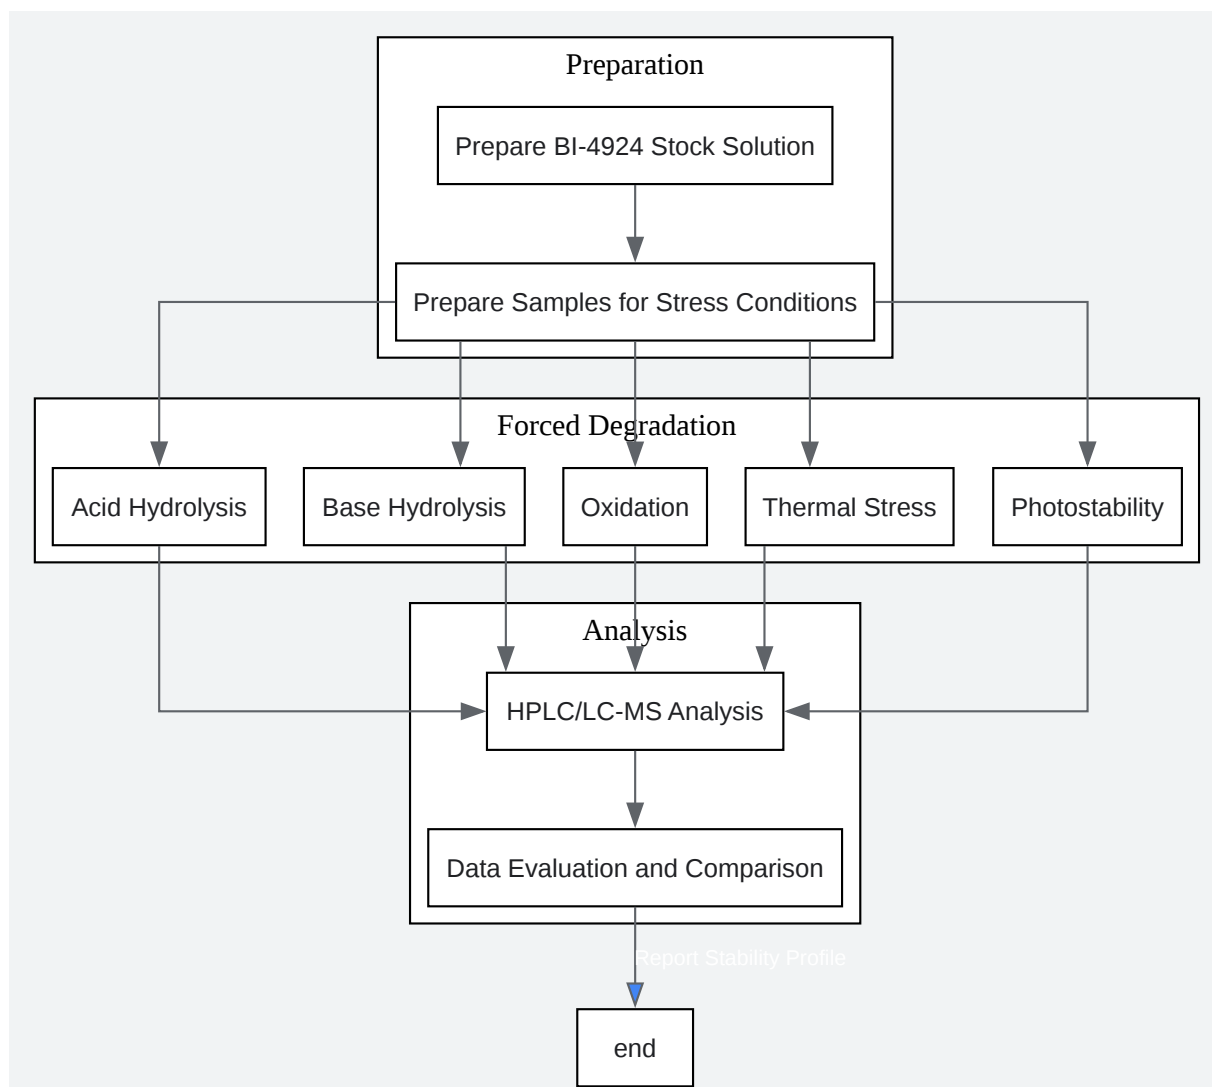 Preparation
Prepare BI-4924 Stock Solution
Prepare Samples for Stress Conditions
Forced Degradation
Acid Hydrolysis
Base Hydrolysis
Oxidation
Thermal Stress
Photostability
Analysis
HPLC/LC-MS Analysis
Data Evaluation and Comparison
Report Stability Profile
end